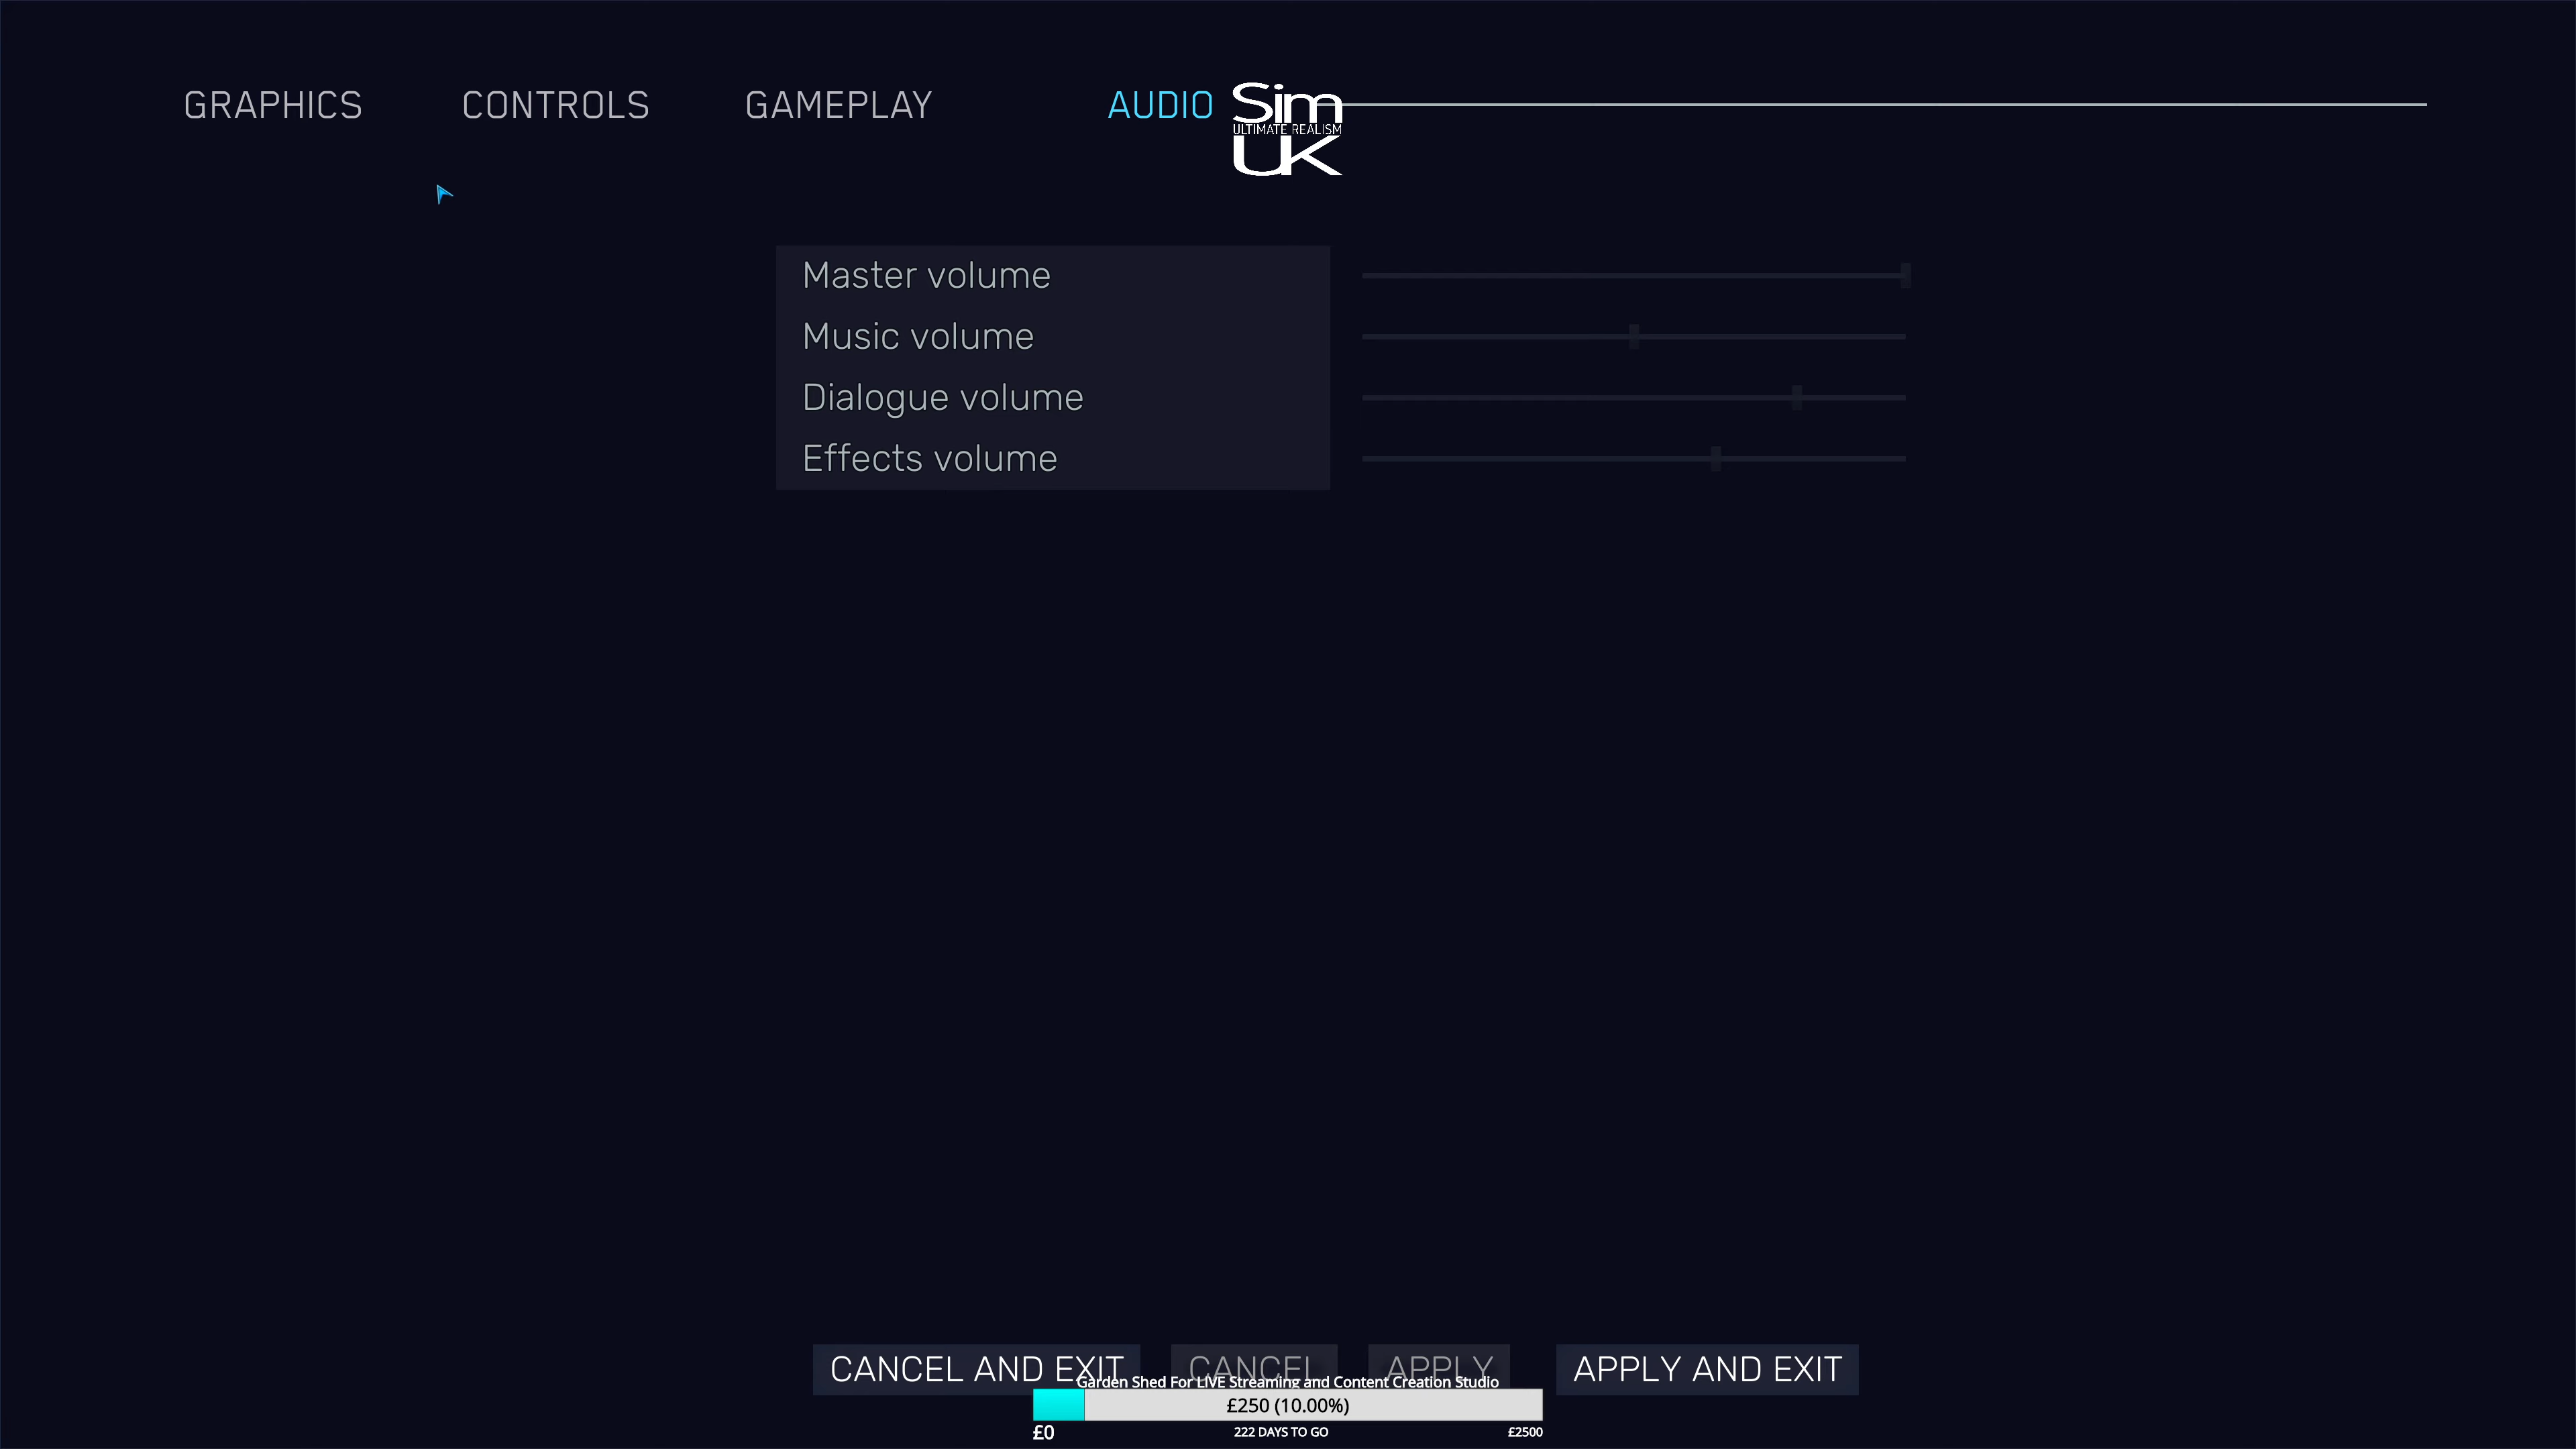 GRAPHICS CONTROLS GAMEPLAY AUDIO
Sim
ULTIMATE REALISM
UK
Master volume
Music volume
Dialogue volume
Effects volume
CANCEL AND EXIT CANCEL APPLY APPLY AND EXIT
Garden Shed For LIVE Streaming and Content Creation Studio
£250 (10.00%)
£0 222 DAYS TO GO £2500